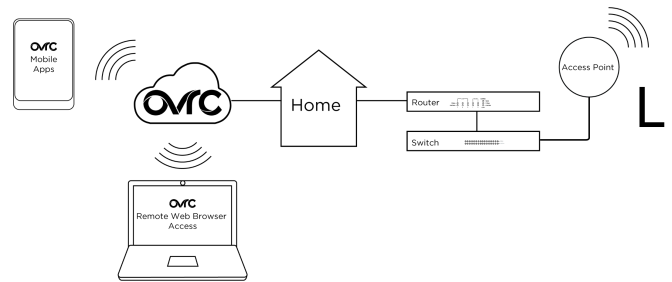 OVRC
Mobile
Apps
OVRC
Home
Router
Switch
Access Point
L
OVRC
Remote Web Browser
Access